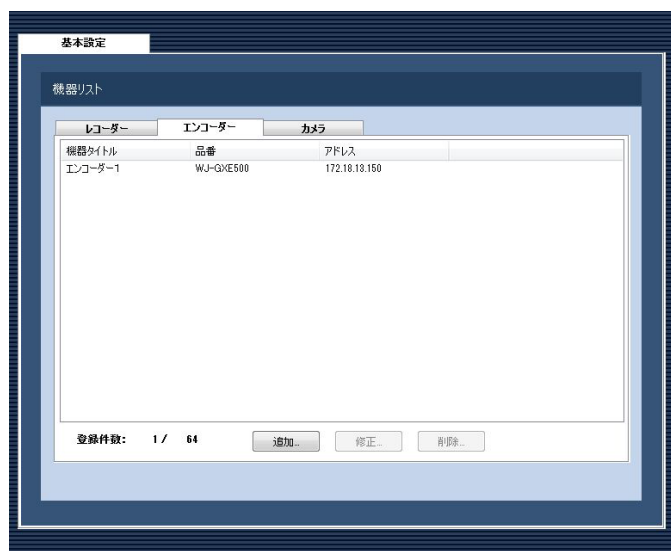 基本設定
機器リスト
レコーダー エンコーダー カメラ
機器タイトル 品番 アドレス
エンコーダー1 WJ-GXE500 172.18.13.150
登録件数: 1 / 64 追加... 修正... 削除...